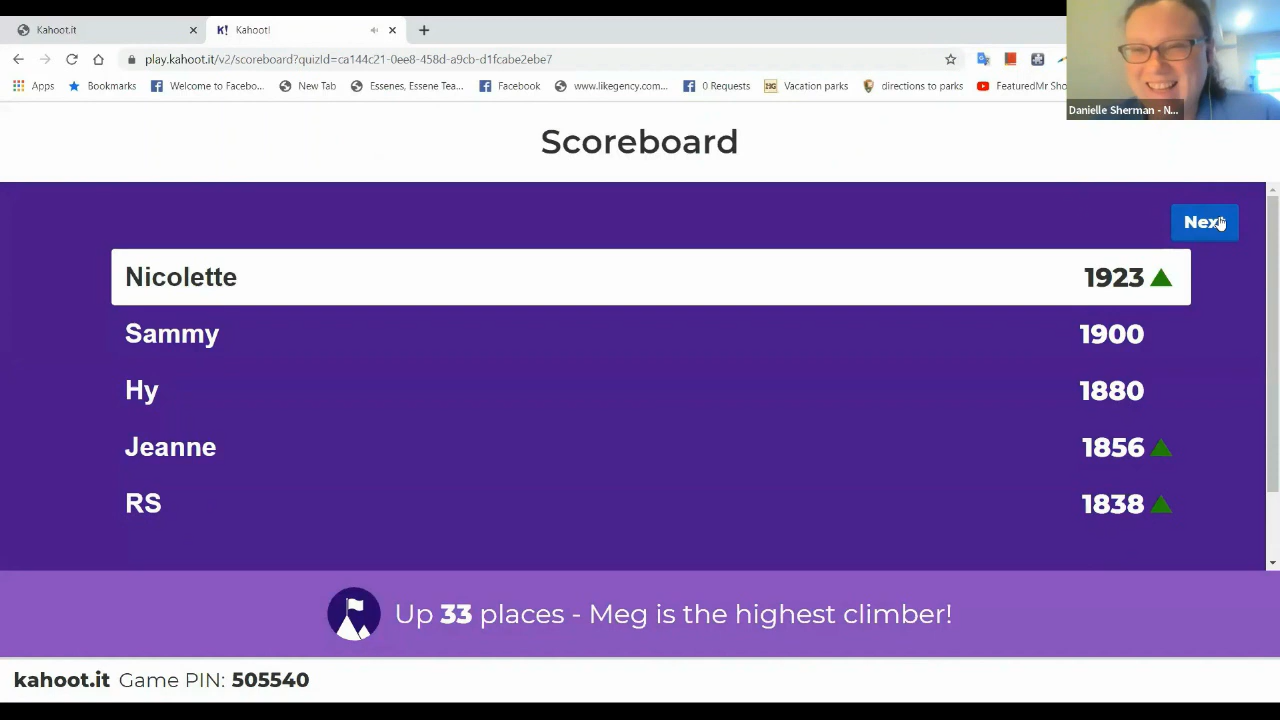 Kahoot.it
K! Kahoot!
play.kahoot.it/v2/scoreboard?quizId=
144c21-0ee8-458d-a9cb-d1fcabe2ebe7
Apps Bookmarks Welcome to Facebo... New Tab Essenes, Essene Tea... Facebook www.likegency.com... 0 Requests Vacation parks directions to parks FeaturedMr Sho
Danielle Sherman - N...
Scoreboard
Next
Nicolette 1923
Sammy 1900
Hy 1880
Jeanne 1856
RS 1838
Up 33 places - Meg is the highest climber!
kahoot.it Game PIN: 505540